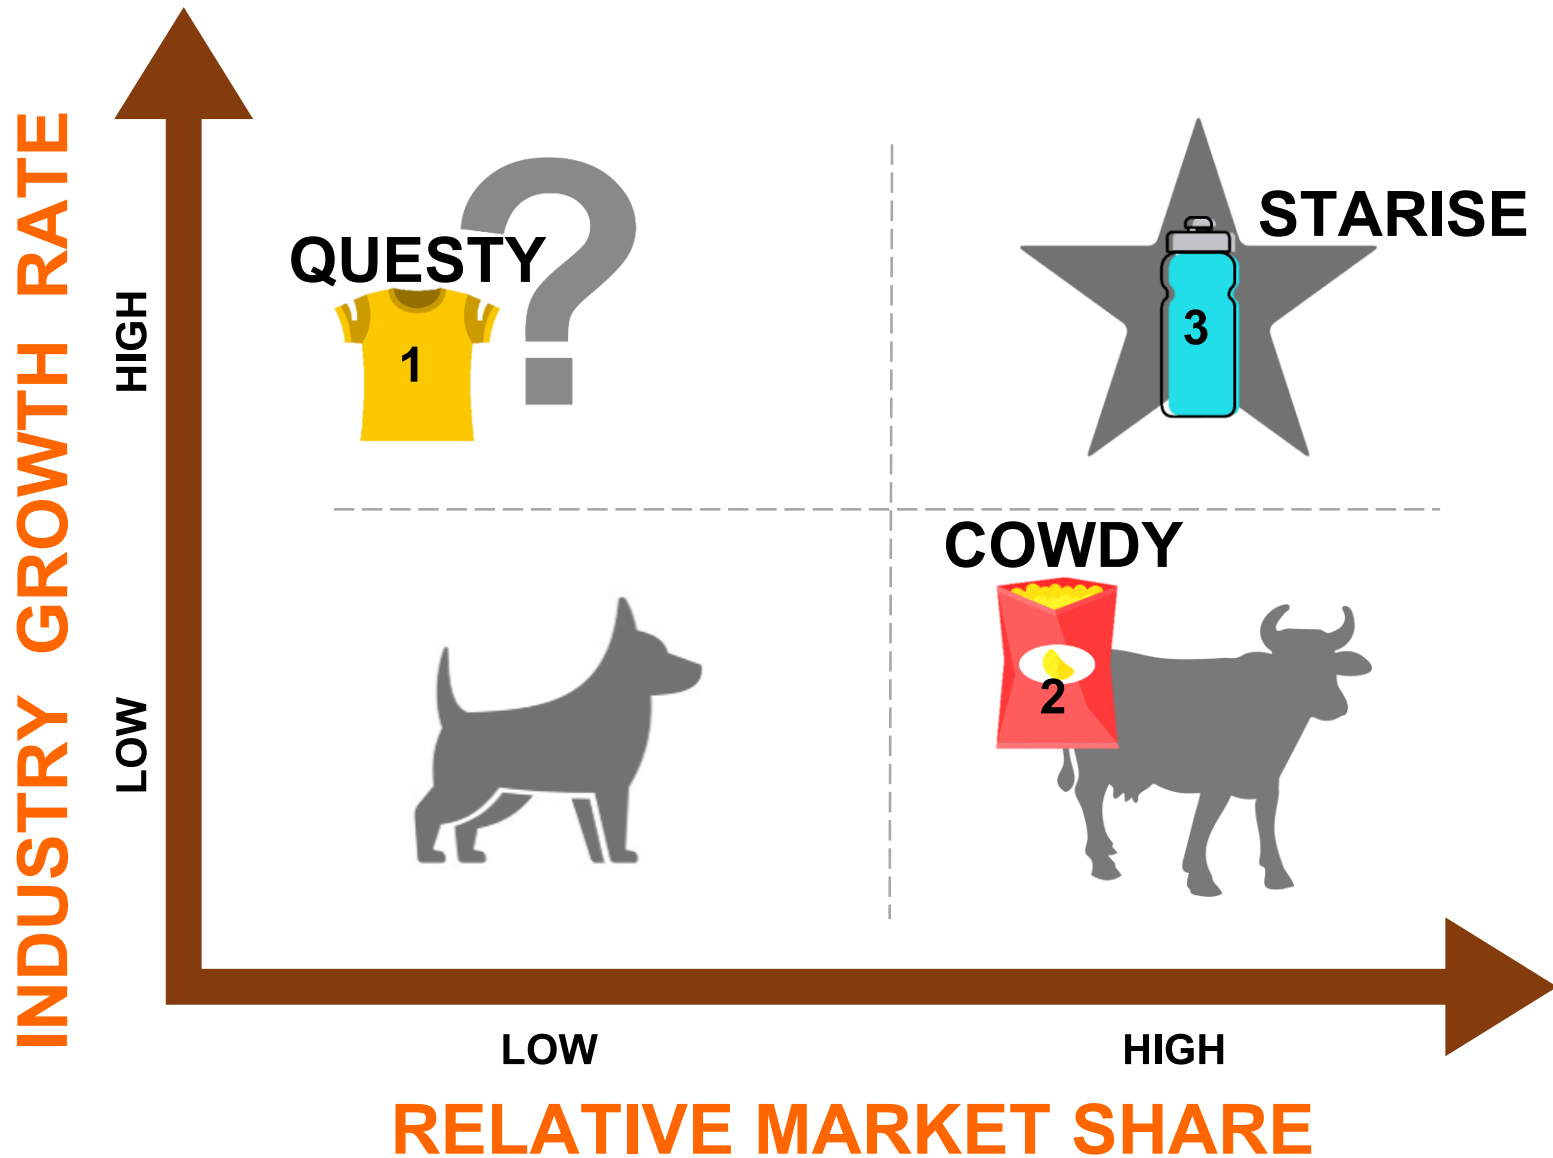 INDUSTRY GROWTH RATE
HIGH
LOW
QUESTY
1
?
STARISE
3
COWDY
2
LOW
HIGH
RELATIVE MARKET SHARE